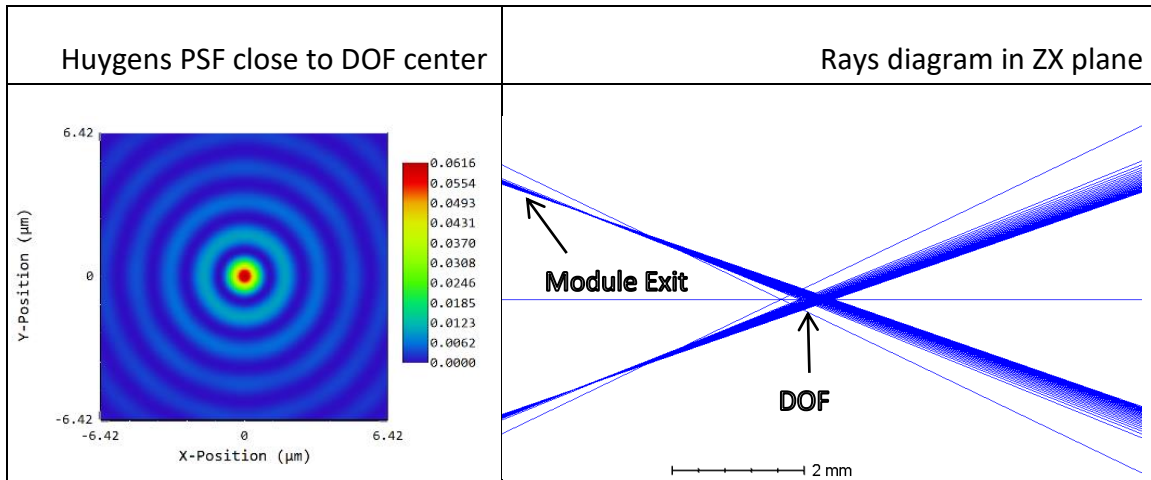 Huygens PSF close to DOF center
Rays diagram in ZX plane
6.42
0
-6.42
Y-Position (µm)
-6.42
0
6.42
X-Position (µm)
0.0616
0.0554
0.0493
0.0431
0.0370
0.0308
0.0246
0.0185
0.0123
0.0062
0.0000
Module Exit
DOF
2 mm